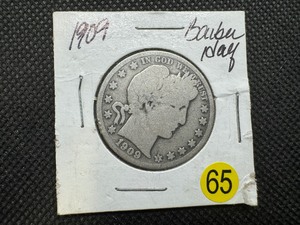 1909
Barber
Half
IN GOD WE TRUST
1909
65